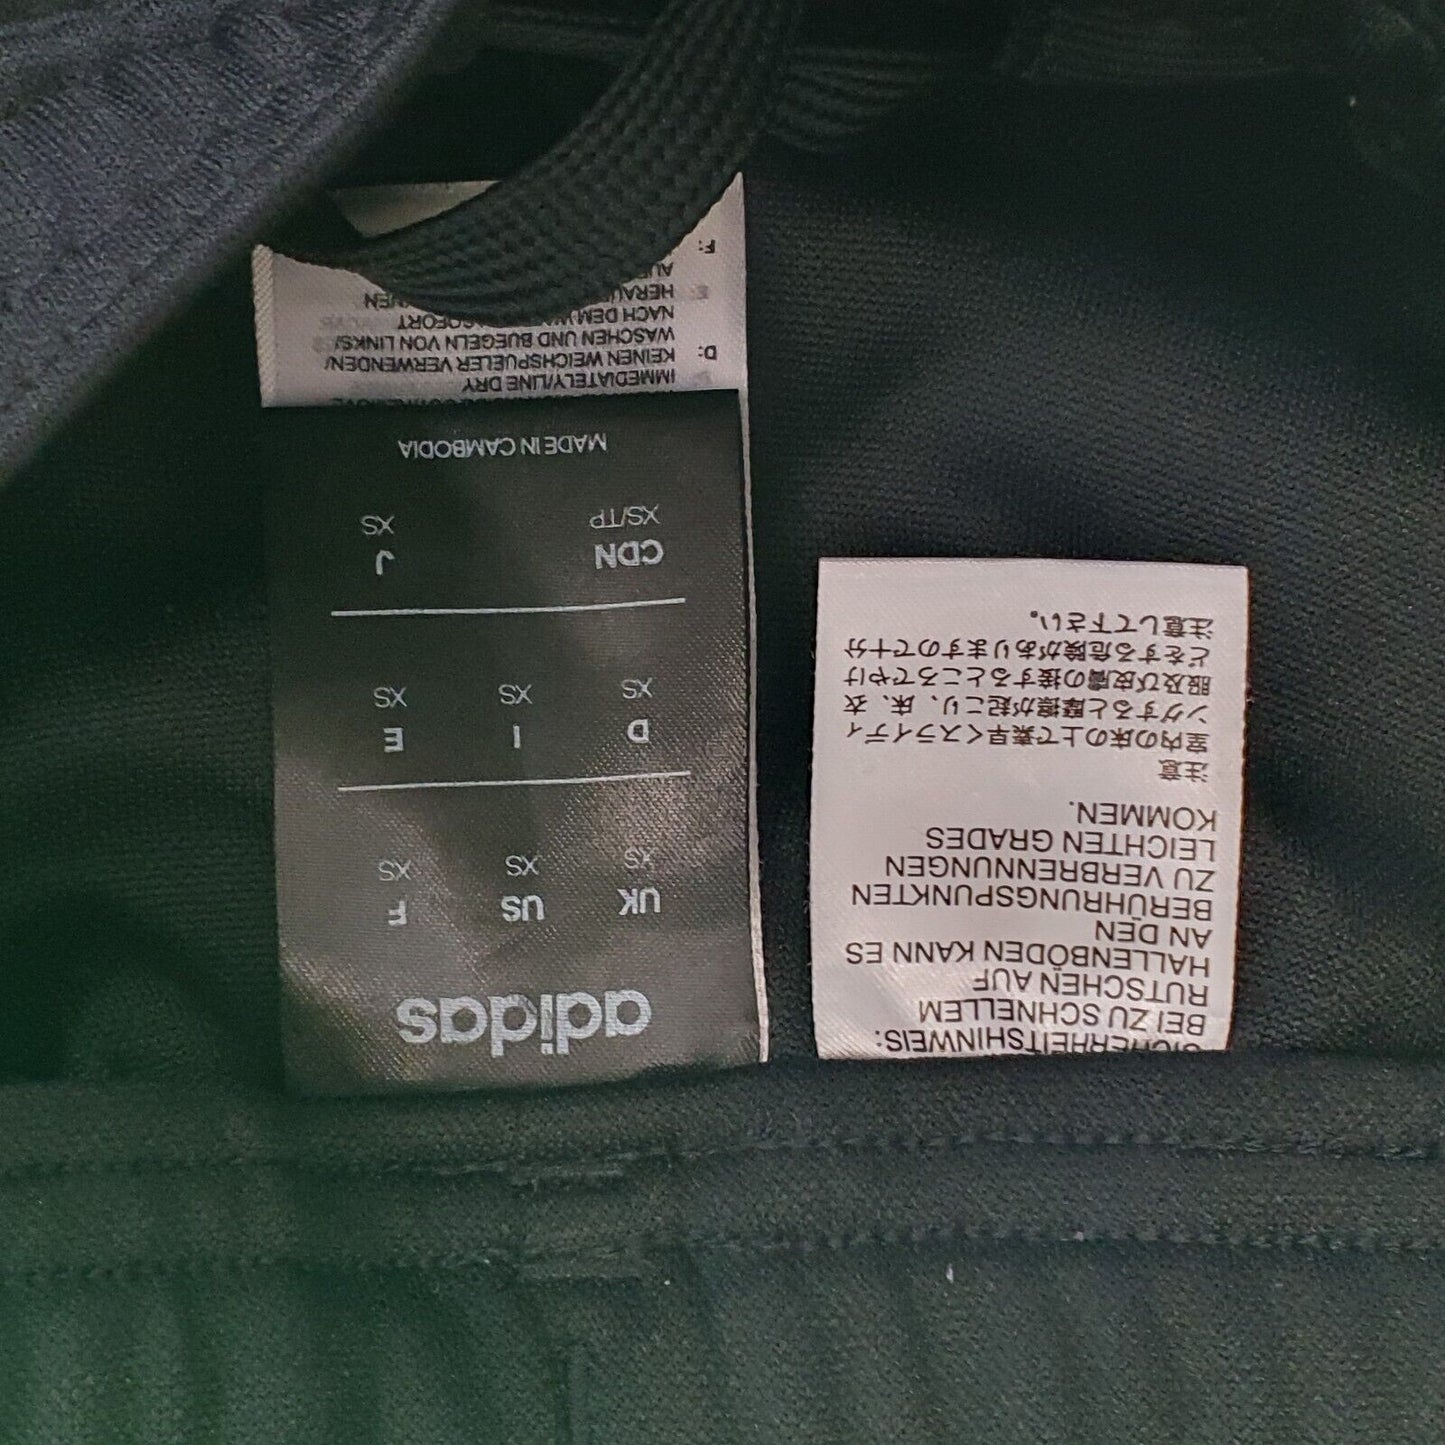 adidas
UK US F
XS XS XS
D I E
XS XS XS
CDN J
XS/TP XS
MADE IN CAMBODIA
IMMEDIATELY/LINE DRY
D: KEINEN WEICHSPUELER VERWENDEN/
WASCHEN UND BUEGELN VON LINKS/
NACH DEM
F:
SICHERHEITSHINWEIS:
BEI ZU SCHNELLEM
RUTSCHEN AUF
HALLENBÖDEN KANN ES
AN DEN
BERÜHRUNGSPUNKTEN
ZU VERBRENNUNGEN
LEICHTEN GRADES
KOMMEN.
注意
室内の床の上で素早くスライディ
ングすると摩擦が起こり、床、衣
服及び皮膚の接するところでやけ
どをする危険がありますので十分
注意して下さい。